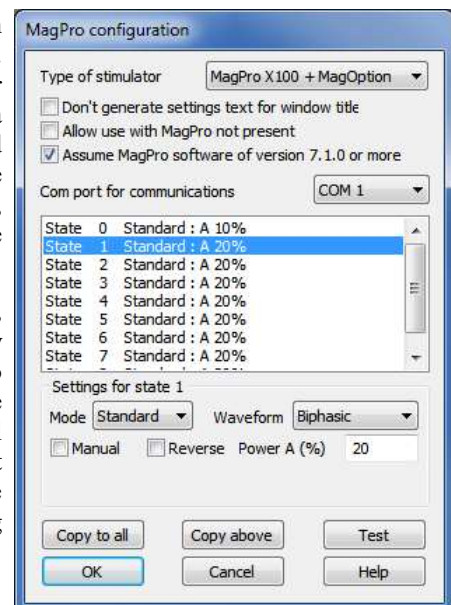 MagPro configuration
Type of stimulator MagPro X100 + MagOption
Don't generate settings text for window title
Allow use with MagPro not present
Assume MagPro software of version 7.1.0 or more
Com port for communications COM 1
State 0 Standard : A 10%
State 1 Standard : A 20%
State 2 Standard : A 20%
State 3 Standard : A 20%
State 4 Standard : A 20%
State 5 Standard : A 20%
State 6 Standard : A 20%
State 7 Standard : A 20%
Settings for state 1
Mode Standard Waveform Biphasic
Manual Reverse Power A (%) 20
Copy to all Copy above Test
OK Cancel Help